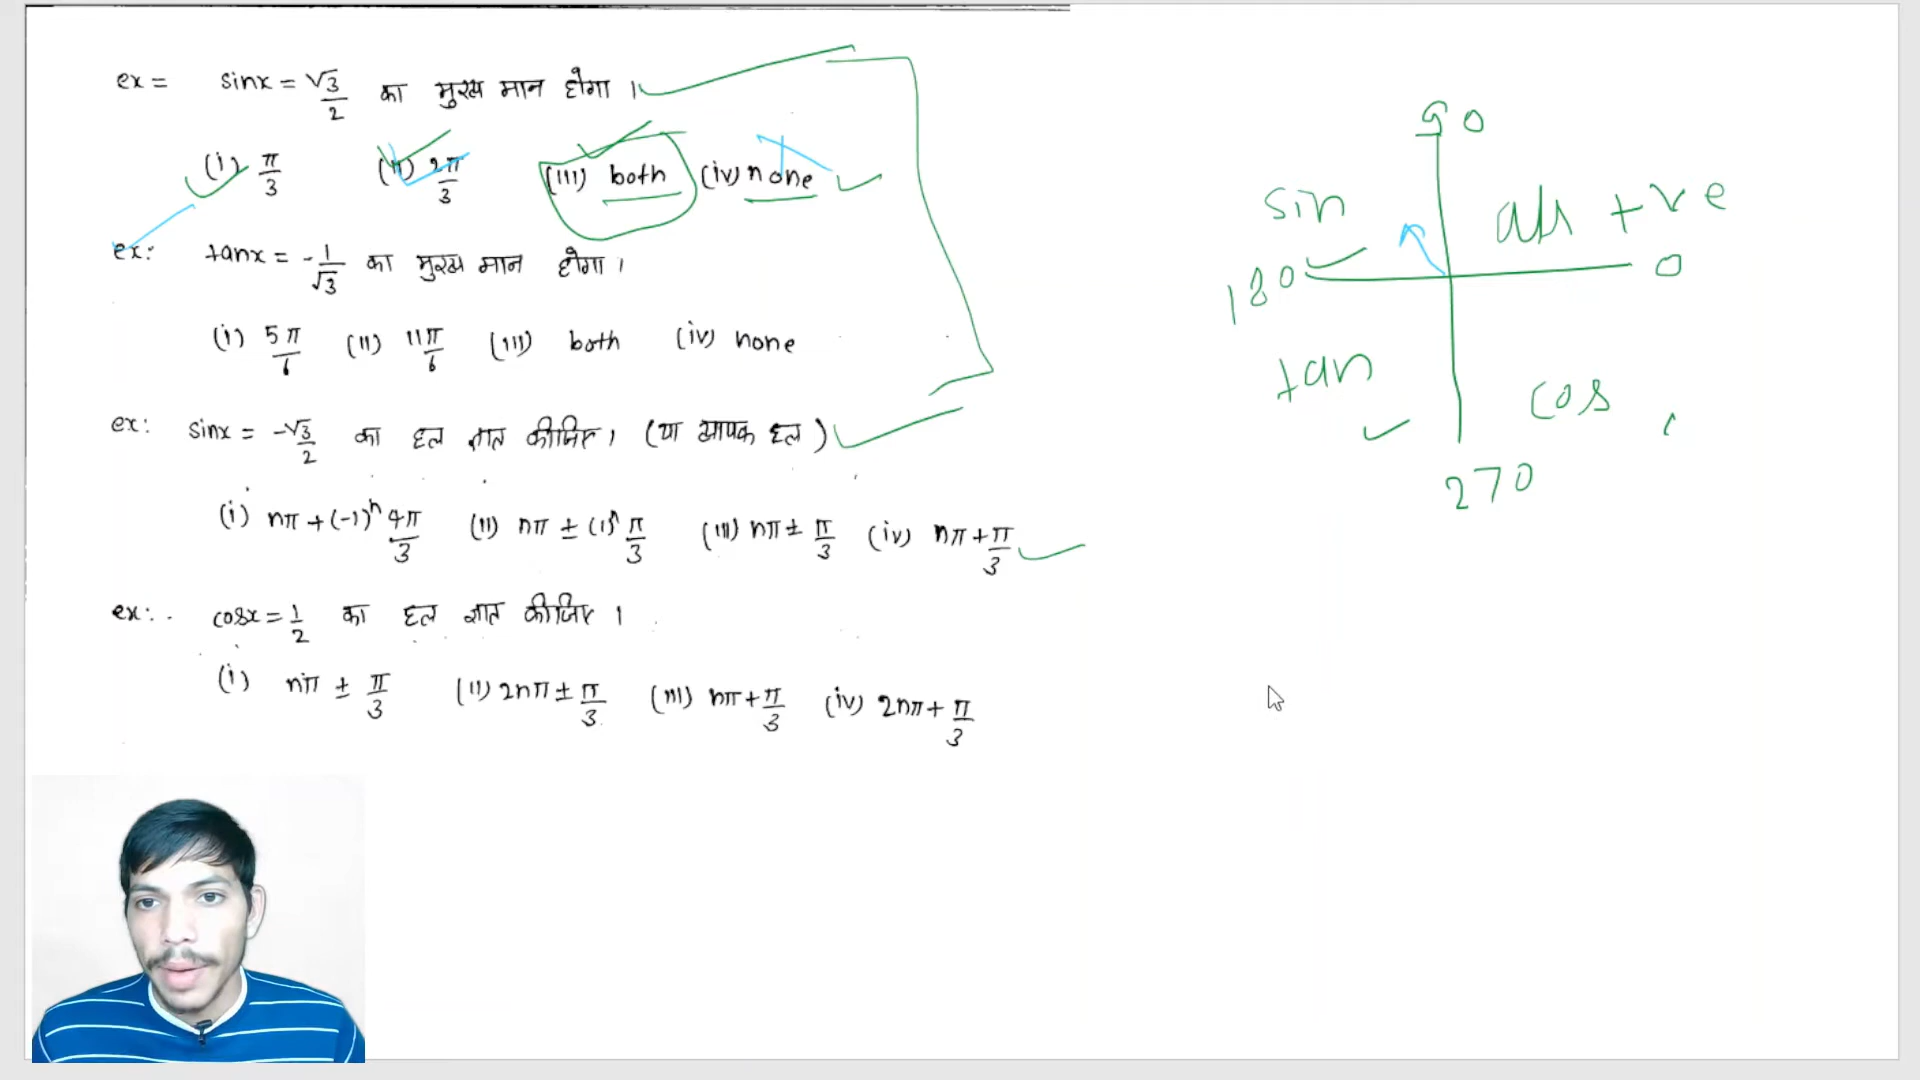 ex = sinx = √3/2 का मुख्य मान होगा।
(i) π/3 (ii) 2π/3 (iii) both (iv) none
ex: tanx = -1/√3 का मुख्य मान होगा।
(i) 5π/6 (ii) 11π/6 (iii) both (iv) none
ex: sinx = -√3/2 का हल ज्ञात कीजिए। (या व्यापक हल)
(i) nπ + (-1)ⁿ 4π/3 (ii) nπ ± (1)ⁿ π/3 (iii) nπ ± π/3 (iv) nπ + π/3
ex: cosx = 1/2 का हल ज्ञात कीजिए।
(i) nπ ± π/3 (ii) 2nπ ± π/3 (iii) nπ + π/3 (iv) 2nπ + π/3
90
sin all +ve
180 0
tan cos
270